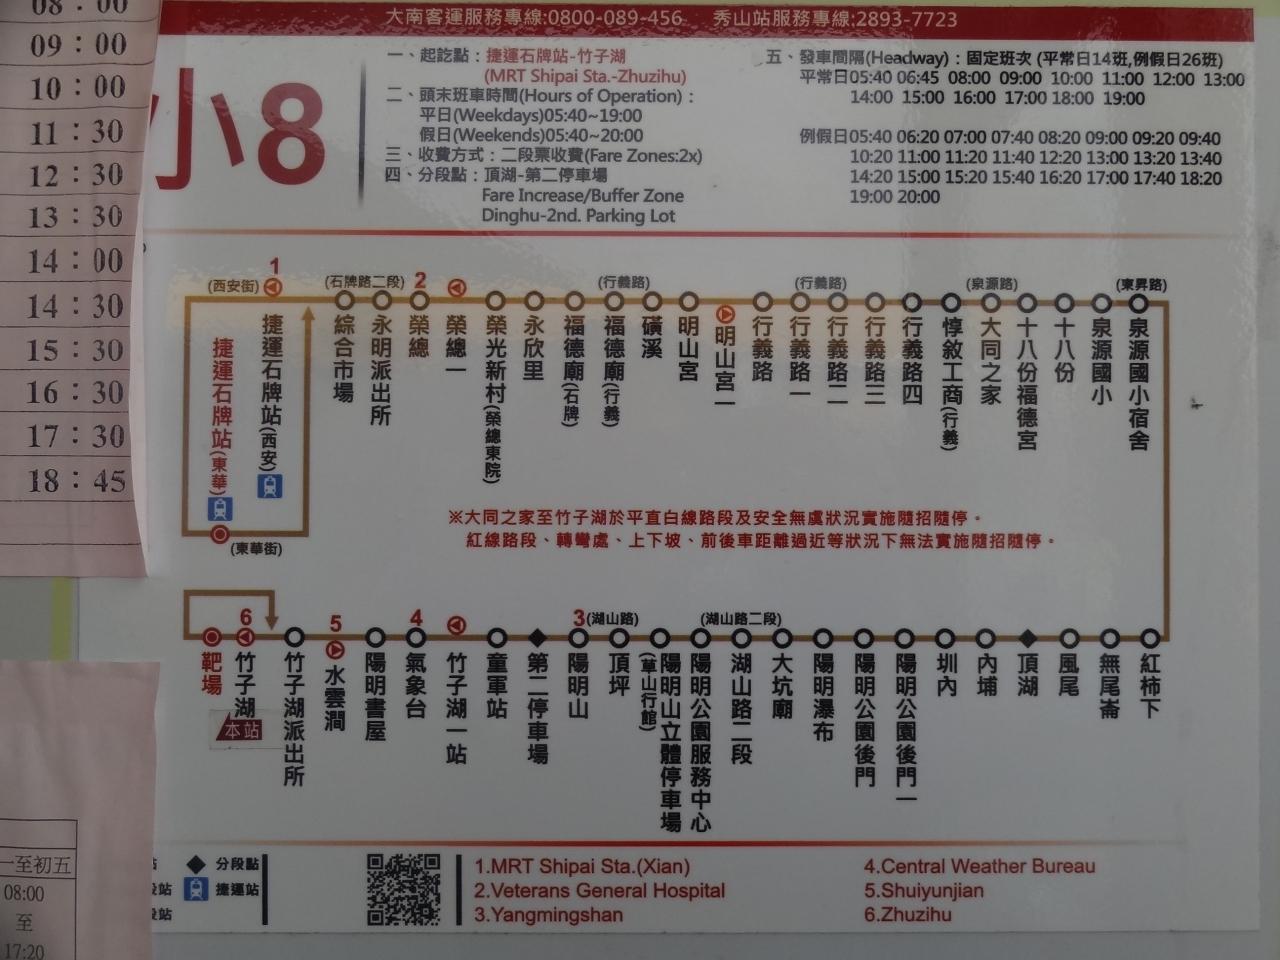 大南客運服務專線:0800-089-456 秀山站服務專線:2893-7723
小8
一、起訖點：捷運石牌站-竹子湖
(MRT Shipai Sta.-Zhuzihu)
二、頭末班車時間(Hours of Operation)：
平日(Weekdays)05:40~19:00
假日(Weekends)05:40~20:00
三、收費方式：二段票收費(Fare Zones:2x)
四、分段點：頂湖-第二停車場
Fare Increase/Buffer Zone
Dinghu-2nd. Parking Lot
五、發車間隔(Headway)：固定班次 (平常日14班,例假日26班)
平常日05:40 06:45 08:00 09:00 10:00 11:00 12:00 13:00
14:00 15:00 16:00 17:00 18:00 19:00
例假日05:40 06:20 07:00 07:40 08:20 09:00 09:20 09:40
10:20 11:00 11:20 11:40 12:20 13:00 13:20 13:40
14:20 15:00 15:20 15:40 16:20 17:00 17:40 18:20
19:00 20:00
08：00
09：00
10：00
11：30
12：30
13：30
14：00
14：30
15：30
16：30
17：30
18：45
(西安街)
1
(石牌路二段)
2
(行義路)
(行義路)
(泉源路)
(東昇路)
捷運石牌站(東華)
捷運石牌站(西安)
綜合市場
永明派出所
榮總
榮總一
榮光新村(榮總東院)
永欣里
福德廟(石牌)
福德廟(行義)
磺溪
明山宮
明山宮一
行義路
行義路一
行義路二
行義路三
行義路四
惇敘工商(行義)
大同之家
十八份福德宮
十八份
泉源國小
泉源國小宿舍
(東華街)
※大同之家至竹子湖於平直白線路段及安全無虞狀況實施隨招隨停。
紅線路段、轉彎處、上下坡、前後車距離過近等狀況下無法實施隨招隨停。
6
5
4
3
(湖山路)
(湖山路二段)
靶場
竹子湖
本站
竹子湖派出所
水雲澗
陽明書屋
氣象台
竹子湖一站
童軍站
第二停車場
陽明山
頂坪
陽明山立體停車場
(草山行館)
陽明公園服務中心
湖山路二段
大坑廟
陽明瀑布
陽明公園後門
陽明公園後門一
圳內
內埔
頂湖
風尾
無尾崙
紅柿下
分段點
捷運站
1.MRT Shipai Sta.(Xian)
2.Veterans General Hospital
3.Yangmingshan
4.Central Weather Bureau
5.Shuiyunjian
6.Zhuzihu
一至初五
08:00
至
17:20